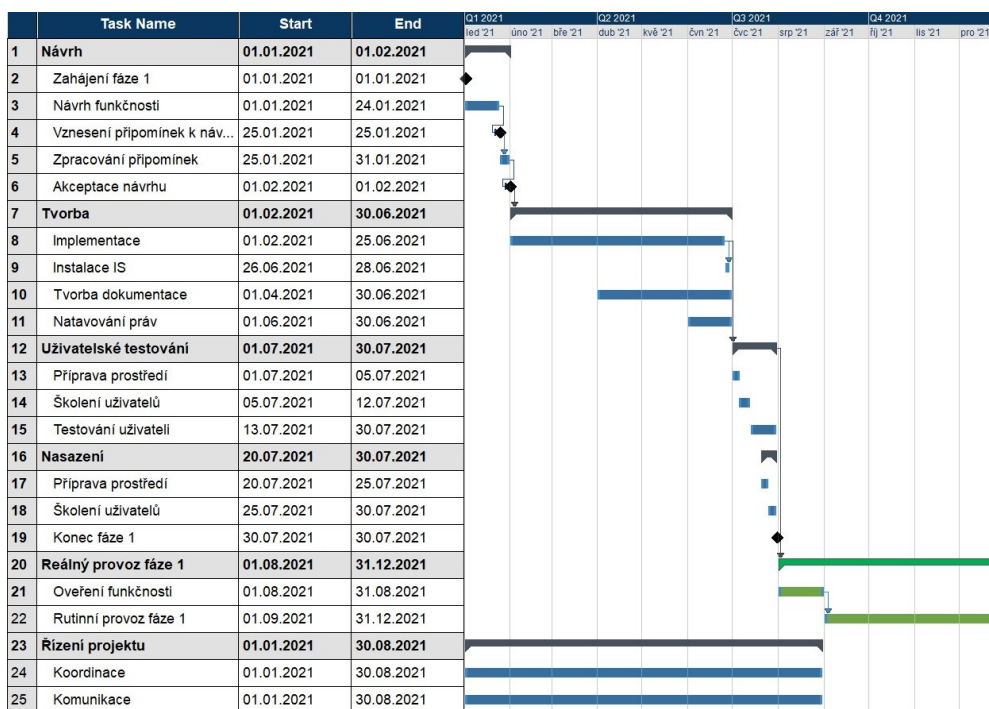 Task Name Start End
Q1 2021 Q2 2021 Q3 2021 Q4 2021
led '21 úno '21 bře '21 dub '21 kvě '21 čvn '21 čvc '21 srp '21 zář '21 říj '21 lis '21 pro '21
1 Návrh 01.01.2021 01.02.2021
2 Zahájení fáze 1 01.01.2021 01.01.2021
3 Návrh funkčnosti 01.01.2021 24.01.2021
4 Vznesení připomínek k náv... 25.01.2021 25.01.2021
5 Zpracování připomínek 25.01.2021 31.01.2021
6 Akceptace návrhu 01.02.2021 01.02.2021
7 Tvorba 01.02.2021 30.06.2021
8 Implementace 01.02.2021 25.06.2021
9 Instalace IS 26.06.2021 28.06.2021
10 Tvorba dokumentace 01.04.2021 30.06.2021
11 Natavování práv 01.06.2021 30.06.2021
12 Uživatelské testování 01.07.2021 30.07.2021
13 Příprava prostředí 01.07.2021 05.07.2021
14 Školení uživatelů 05.07.2021 12.07.2021
15 Testování uživateli 13.07.2021 30.07.2021
16 Nasazení 20.07.2021 30.07.2021
17 Příprava prostředí 20.07.2021 25.07.2021
18 Školení uživatelů 25.07.2021 30.07.2021
19 Konec fáze 1 30.07.2021 30.07.2021
20 Reálný provoz fáze 1 01.08.2021 31.12.2021
21 Oveření funkčnosti 01.08.2021 31.08.2021
22 Rutinní provoz fáze 1 01.09.2021 31.12.2021
23 Řízení projektu 01.01.2021 30.08.2021
24 Koordinace 01.01.2021 30.08.2021
25 Komunikace 01.01.2021 30.08.2021